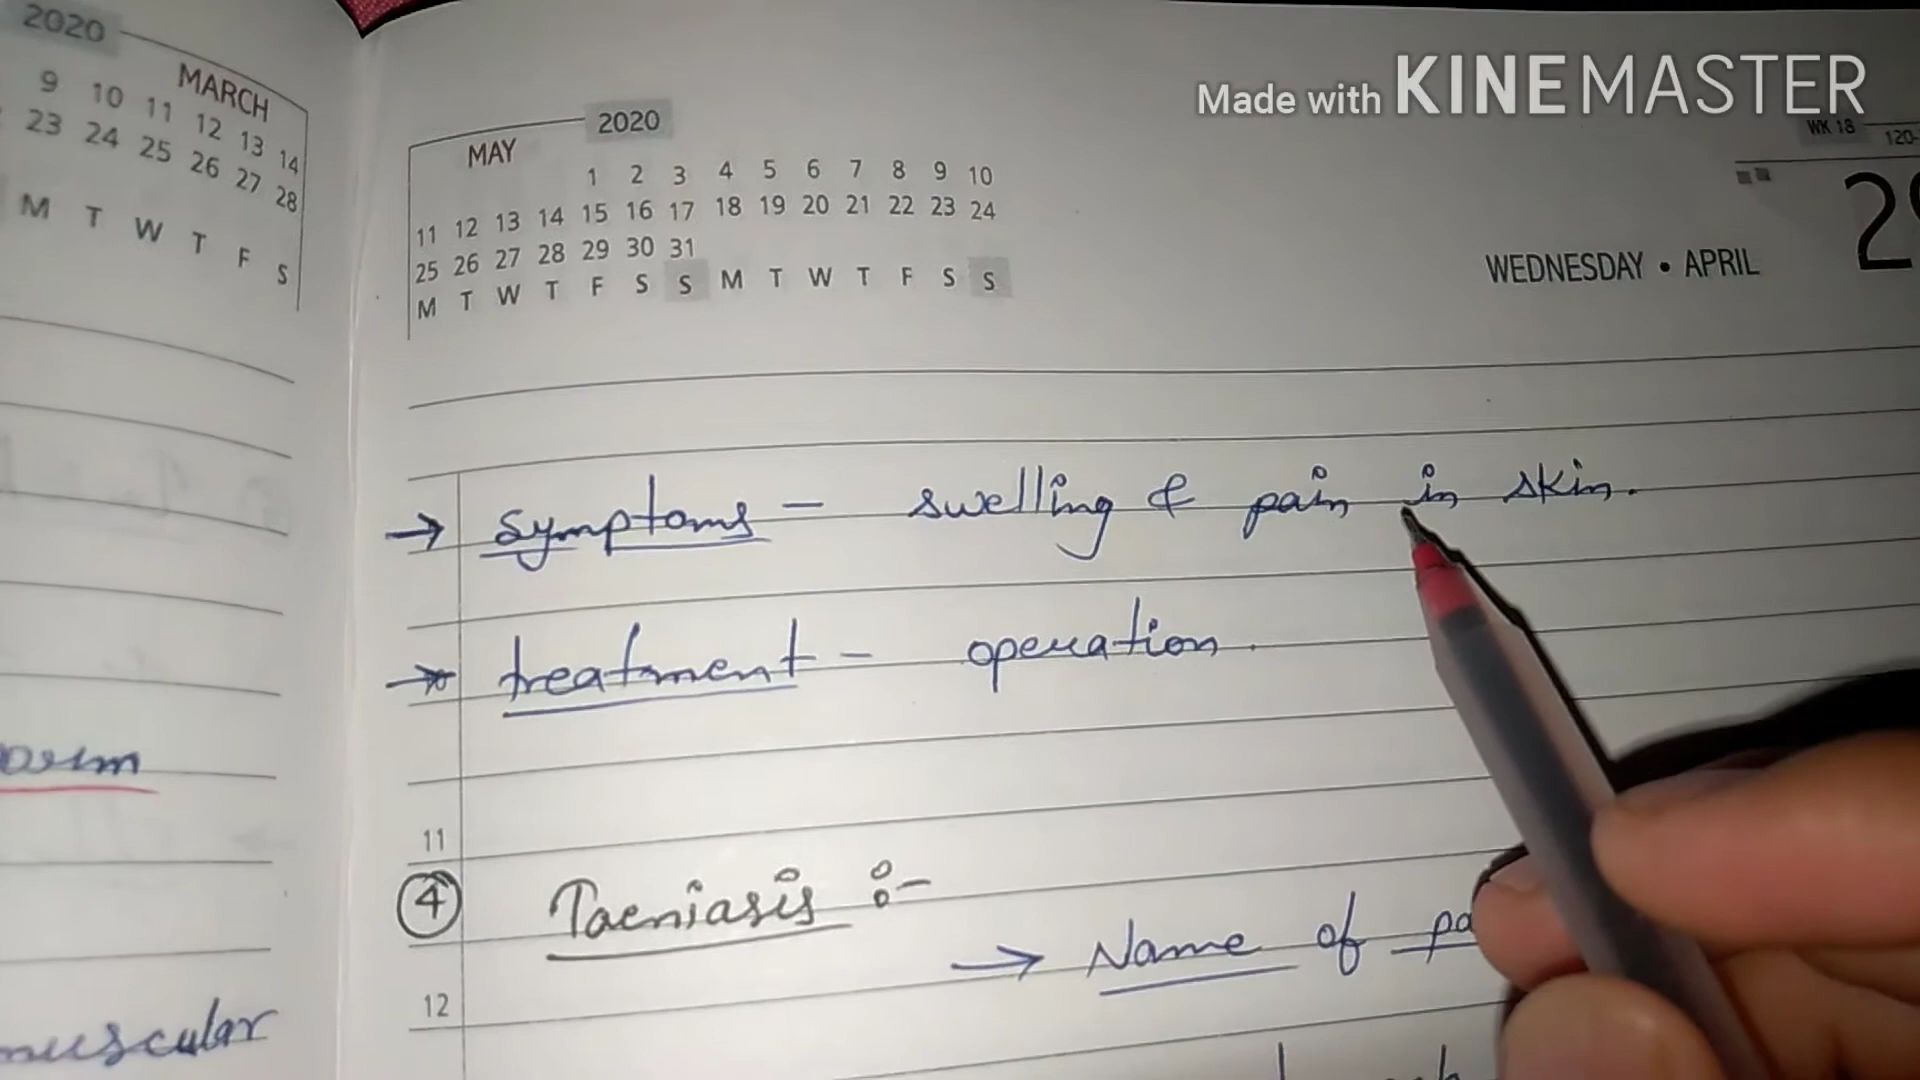 2020
MARCH
9 10 11 12 13 14
23 24 25 26 27 28
M T W T F S
muscular
Made with KINEMASTER
MAY 2020
1 2 3 4 5 6 7 8 9 10
11 12 13 14 15 16 17 18 19 20 21 22 23 24
25 26 27 28 29 30 31
M T W T F S S M T W T F S S
WK 18
WEDNESDAY • APRIL
→ Symptoms - swelling & pain in skin.
→ treatment - operation.
11
④ Taeniasis :-
→ Name of
12